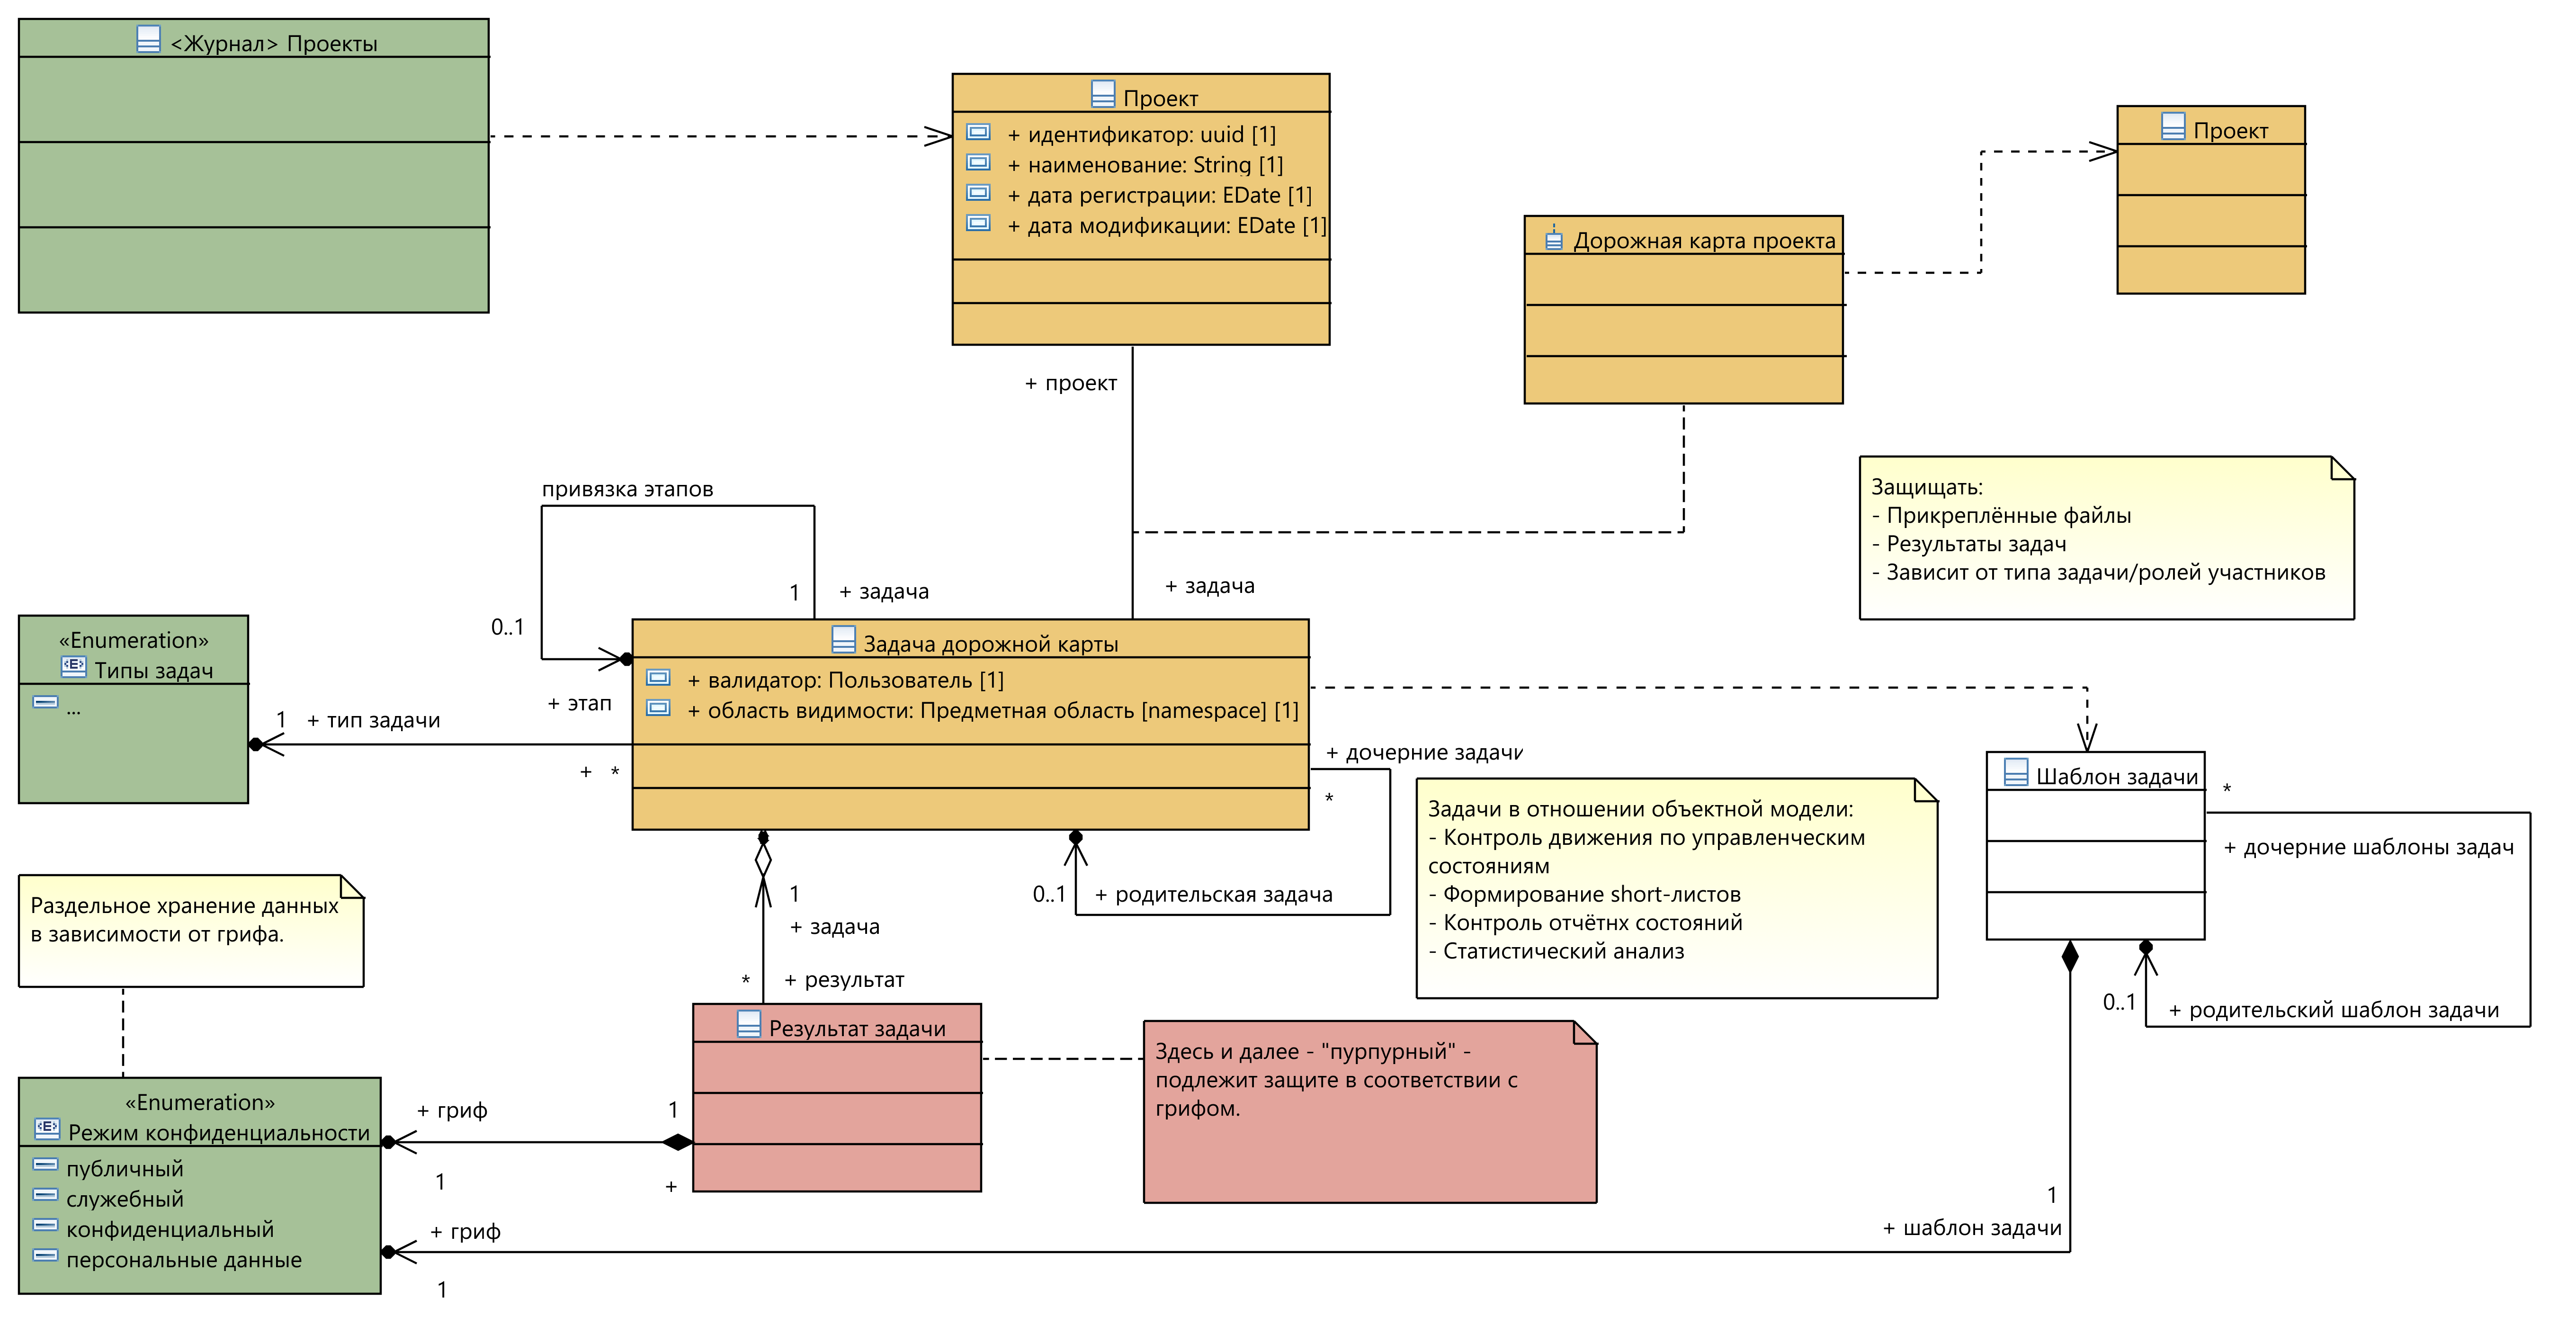 <Журнал> Проекты
Проект
+ идентификатор: uuid [1]
+ наименование: String [1]
+ дата регистрации: EDate [1]
+ дата модификации: EDate [1]
Проект
Дорожная карта проекта
+ проект
Защищать:
- Прикреплённые файлы
- Результаты задач
- Зависит от типа задачи/ролей участников
привязка этапов
1
+ задача
+ задача
0..1
+ этап
Задача дорожной карты
+ валидатор: Пользователь [1]
+ область видимости: Предметная область [namespace] [1]
«Enumeration»
Типы задач
...
1
+ тип задачи
+ *
+ дочерние задачи
*
0..1
+ родительская задача
Задачи в отношении объектной модели:
- Контроль движения по управленческим
состояниям
- Формирование short-листов
- Контроль отчётнх состояний
- Статистический анализ
Шаблон задачи
*
+ дочерние шаблоны задач
0..1
+ родительский шаблон задачи
1
+ задача
*
+ результат
Раздельное хранение данных
в зависимости от грифа.
Результат задачи
Здесь и далее - "пурпурный" -
подлежит защите в соответствии с
грифом.
«Enumeration»
Режим конфиденциальности
публичный
служебный
конфиденциальный
персональные данные
+ гриф
1
1
+
+ гриф
1
1
+ шаблон задачи